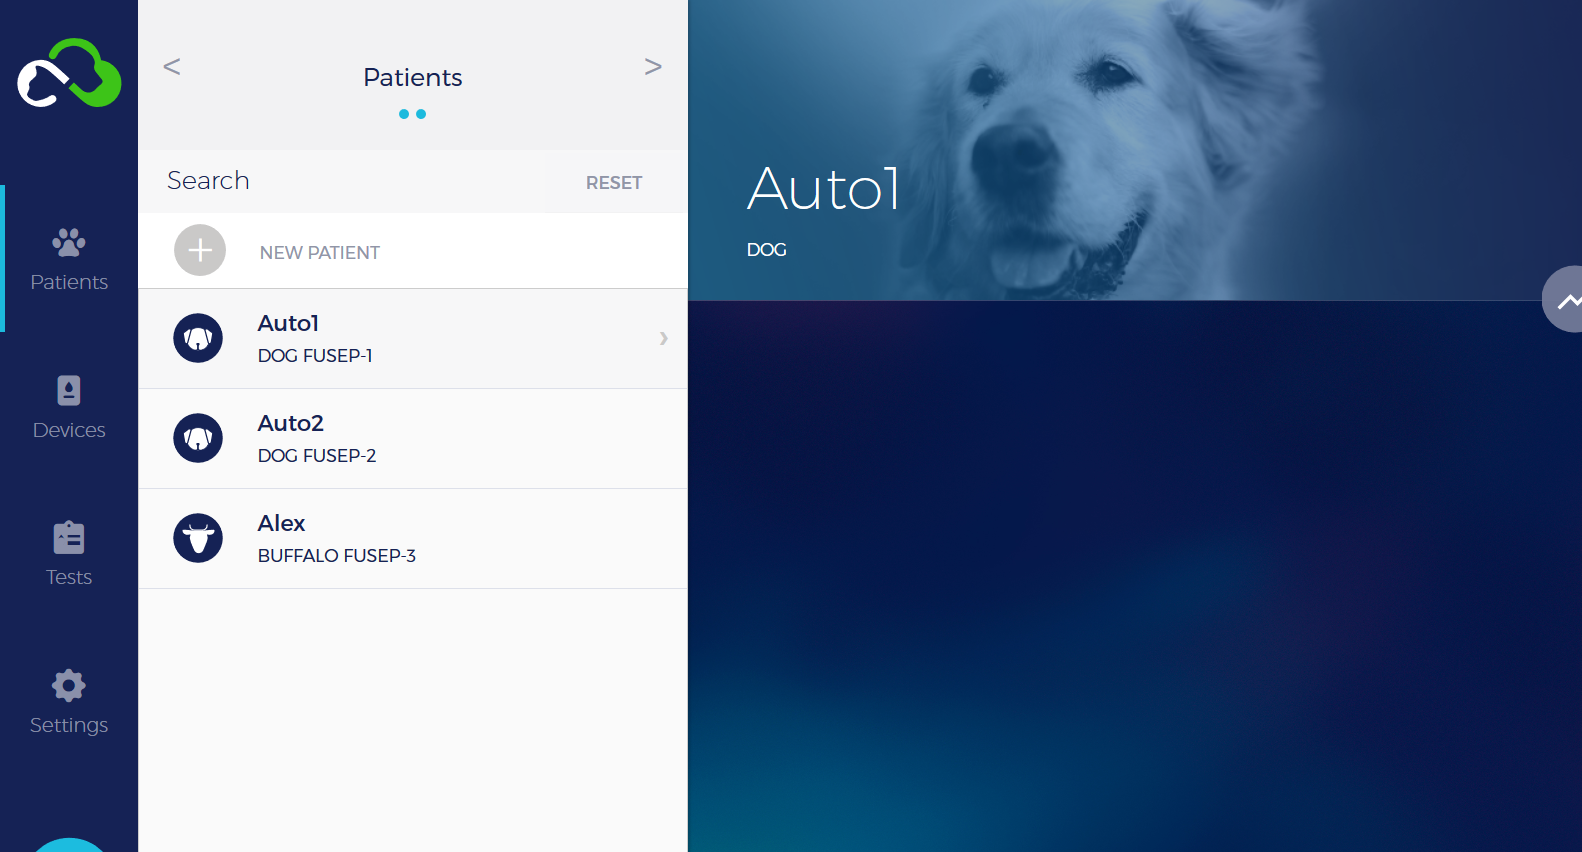 Patients
Devices
Tests
Settings
<
Patients
>
Search
RESET
NEW PATIENT
Auto1
DOG FUSEP-1
Auto2
DOG FUSEP-2
Alex
BUFFALO FUSEP-3
Auto1
DOG